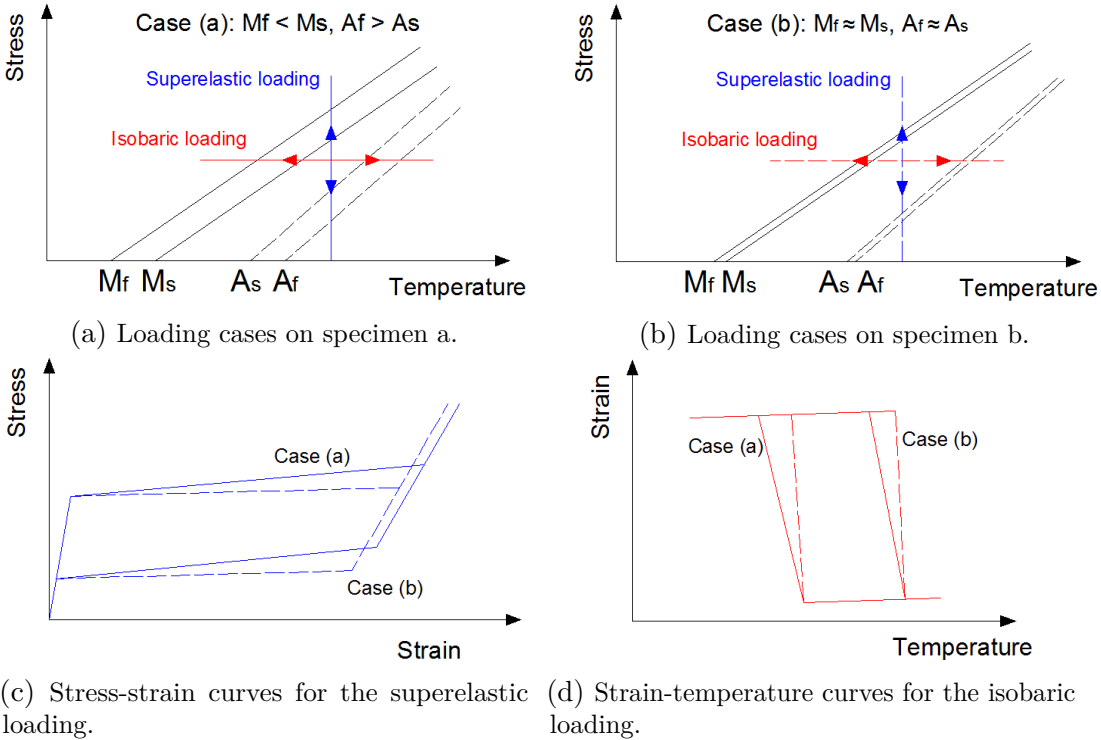 Case (a): Mf < Ms, Af > As
Stress
Superelastic loading
Isobaric loading
Mf Ms As Af
Temperature
(a) Loading cases on specimen a.
Case (b): Mf ≈ Ms, Af ≈ As
Stress
Superelastic loading
Isobaric loading
Mf Ms As Af
Temperature
(b) Loading cases on specimen b.
Stress
Case (a)
Case (b)
Strain
(c) Stress-strain curves for the superelastic
loading.
Strain
Case (a)
Case (b)
Temperature
(d) Strain-temperature curves for the isobaric
loading.